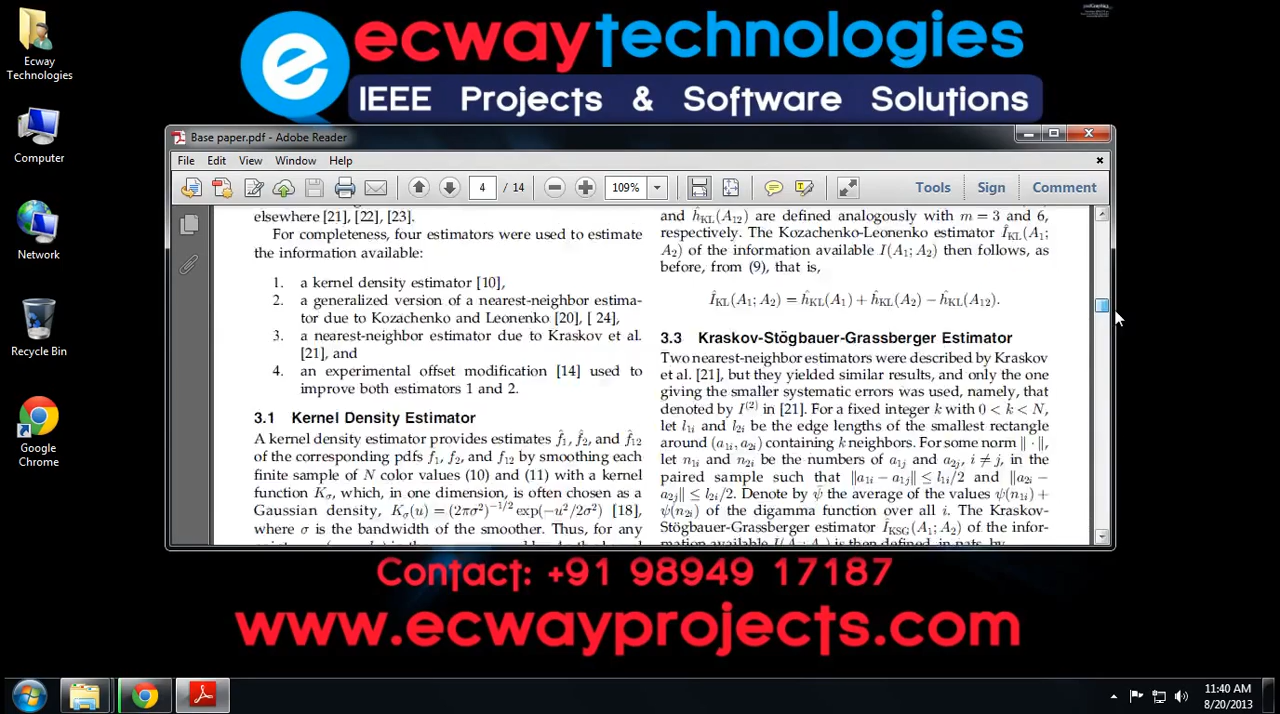 ecway technologies
IEEE Projects & Software Solutions
Ecway
Technologies
Computer
Network
Recycle Bin
Google
Chrome
Base paper.pdf - Adobe Reader
File Edit View Window Help
4 / 14 109% Tools Sign Comment
elsewhere [21], [22], [23].
For completeness, four estimators were used to estimate
the information available:
1. a kernel density estimator [10],
2. a generalized version of a nearest-neighbor estima-
tor due to Kozachenko and Leonenko [20], [ 24],
3. a nearest-neighbor estimator due to Kraskov et al.
[21], and
4. an experimental offset modification [14] used to
improve both estimators 1 and 2.
3.1 Kernel Density Estimator
A kernel density estimator provides estimates f̂₁, f̂₂, and f̂₁₂
of the corresponding pdfs f₁, f₂, and f₁₂ by smoothing each
finite sample of N color values (10) and (11) with a kernel
function Kσ, which, in one dimension, is often chosen as a
Gaussian density, Kσ(u) = (2πσ²)⁻¹/² exp(−u²/2σ²) [18],
where σ is the bandwidth of the smoother. Thus, for any
and ĥKL(A₁₂) are defined analogously with m = 3 and 6,
respectively. The Kozachenko-Leonenko estimator ÎKL(A₁;
A₂) of the information available I(A₁; A₂) then follows, as
before, from (9), that is,
ÎKL(A₁; A₂) = ĥKL(A₁) + ĥKL(A₂) − ĥKL(A₁₂).
3.3 Kraskov-Stögbauer-Grassberger Estimator
Two nearest-neighbor estimators were described by Kraskov
et al. [21], but they yielded similar results, and only the one
giving the smaller systematic errors was used, namely, that
denoted by I⁽²⁾ in [21]. For a fixed integer k with 0 < k < N,
let l₁ᵢ and l₂ᵢ be the edge lengths of the smallest rectangle
around (a₁ᵢ, a₂ᵢ) containing k neighbors. For some norm ‖ · ‖,
let n₁ᵢ and n₂ᵢ be the numbers of a₁ⱼ and a₂ⱼ, i ≠ j, in the
paired sample such that ‖a₁ᵢ − a₁ⱼ‖ ≤ l₁ᵢ/2 and ‖a₂ᵢ −
a₂ⱼ‖ ≤ l₂ᵢ/2. Denote by ψ̄ the average of the values ψ(n₁ᵢ) +
ψ(n₂ᵢ) of the digamma function over all i. The Kraskov-
Stögbauer-Grassberger estimator ÎKSG(A₁; A₂) of the infor-
Contact: +91 98949 17187
www.ecwayprojects.com
11:40 AM
8/20/2013